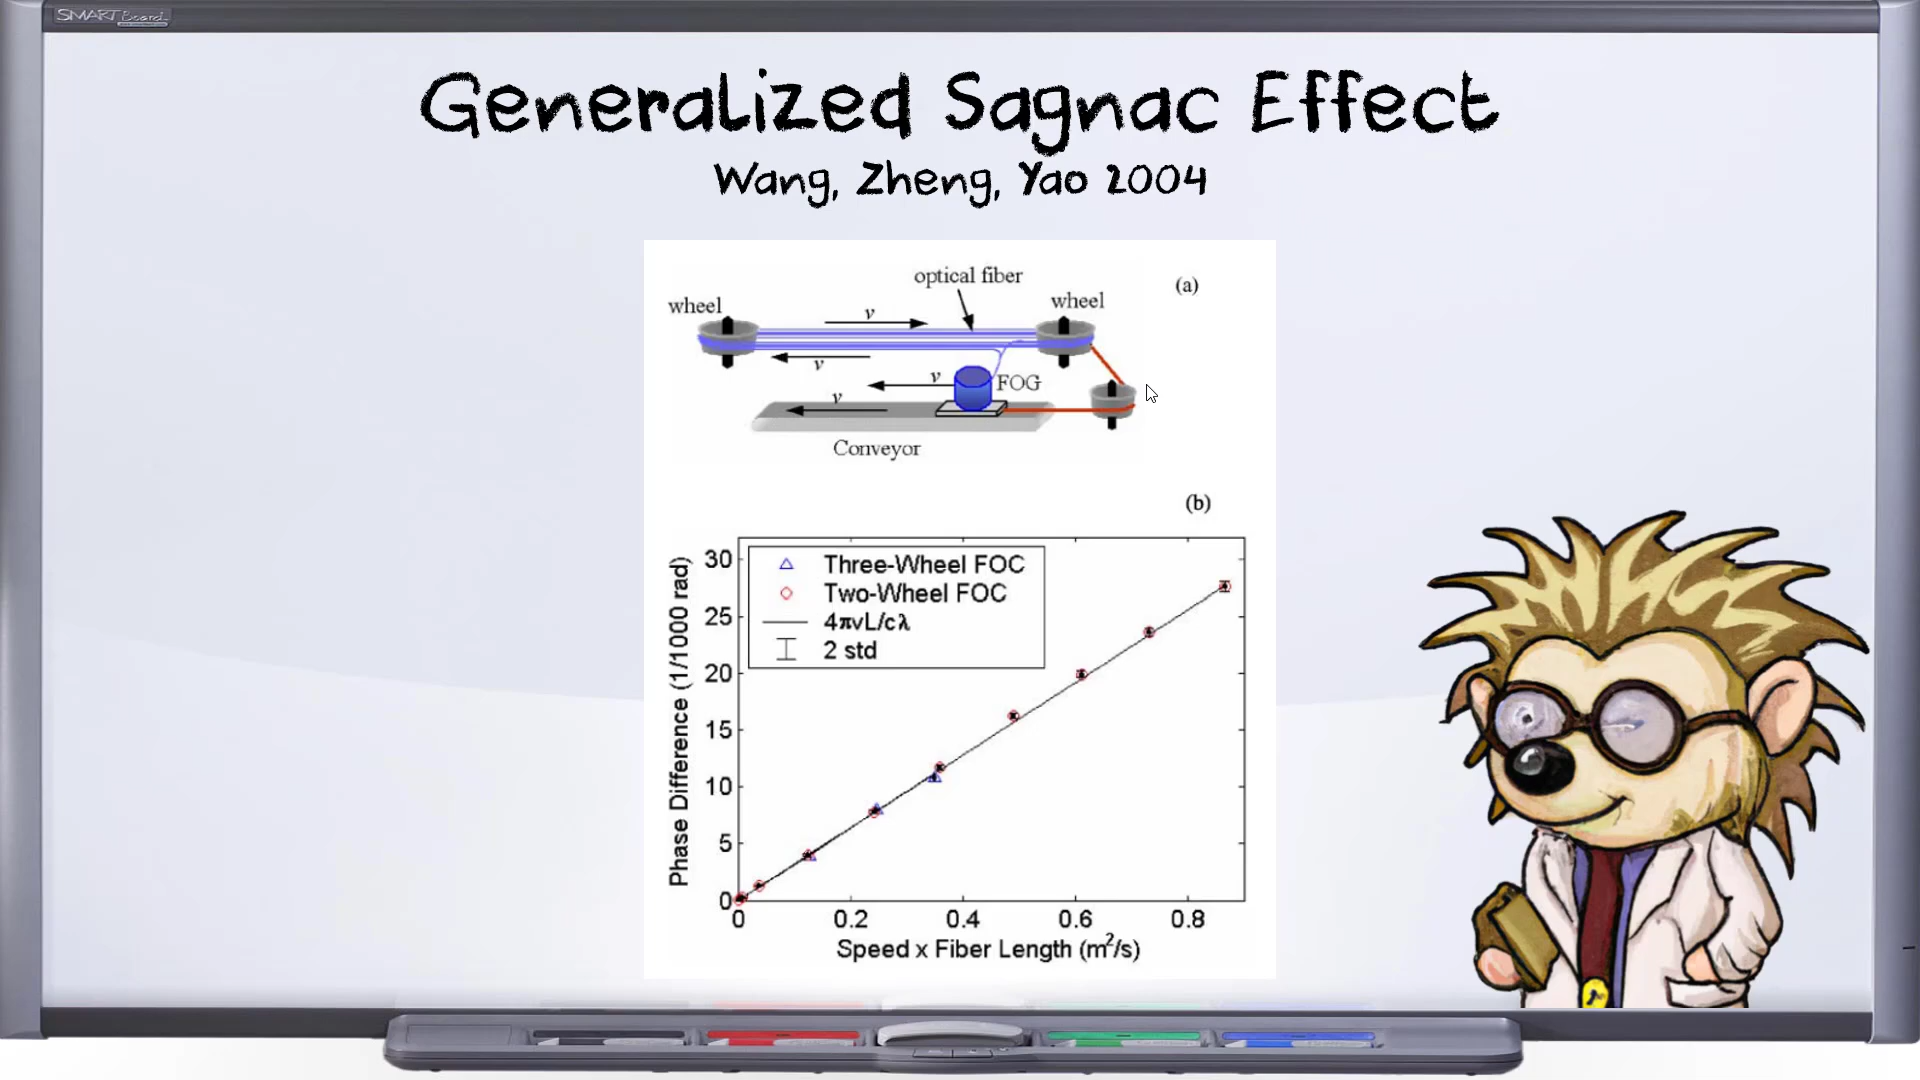 SMART Board
Generalized Sagnac Effect
Wang, Zheng, Yao 2004
optical fiber
(a)
wheel
wheel
v
v
v
FOG
v
Conveyor
(b)
Three-Wheel FOC
Two-Wheel FOC
4πvL/cλ
2 std
Phase Difference (1/1000 rad)
30
25
20
15
10
5
0
0 0.2 0.4 0.6 0.8
Speed x Fiber Length (m²/s)